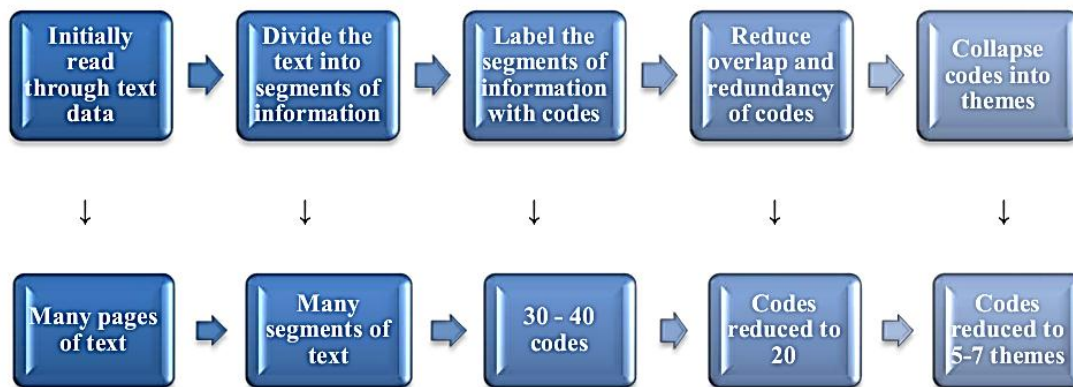 Initially
read
through text
data
Divide the
text into
segments of
information
Label the
segments of
information
with codes
Reduce
overlap and
redundancy
of codes
Collapse
codes into
themes
Many pages
of text
Many
segments of
text
30 - 40
codes
Codes
reduced to
20
Codes
reduced to
5-7 themes